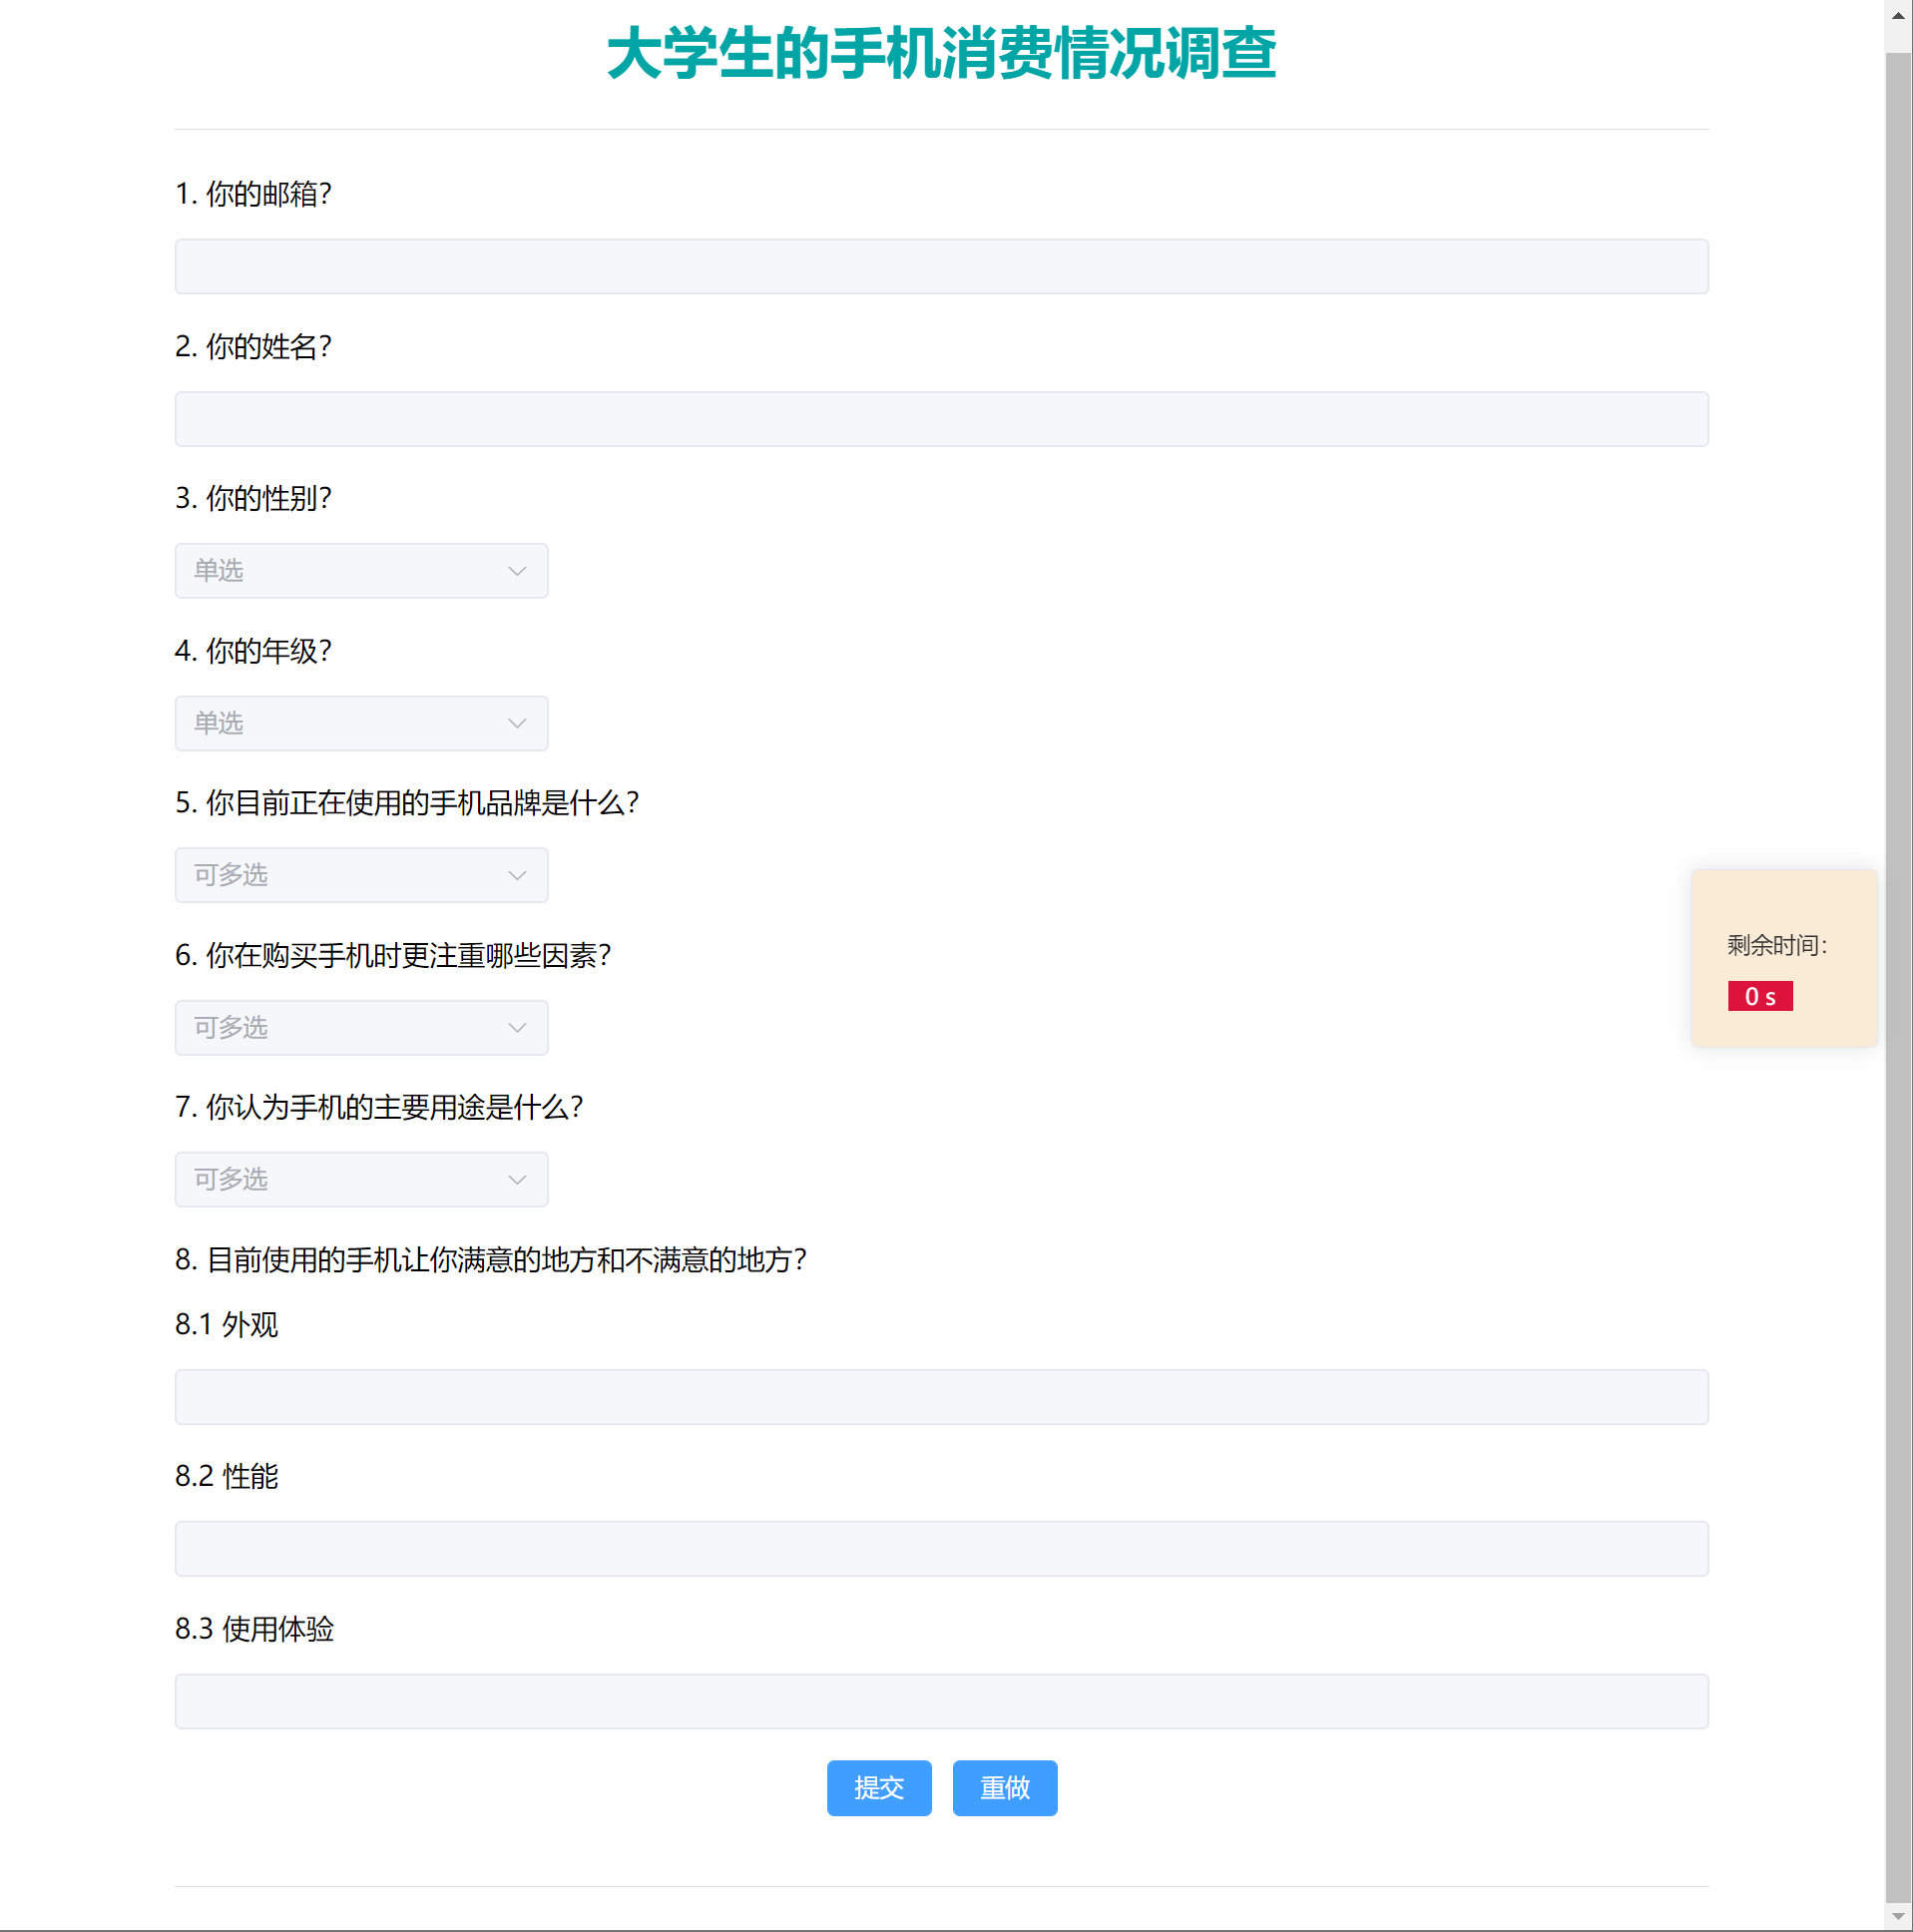 大学生的手机消费情况调查
1. 你的邮箱？
2. 你的姓名？
3. 你的性别？
单选
4. 你的年级？
单选
5. 你目前正在使用的手机品牌是什么？
可多选
6. 你在购买手机时更注重哪些因素？
可多选
7. 你认为手机的主要用途是什么？
可多选
剩余时间：
0 s
8. 目前使用的手机让你满意的地方和不满意的地方？
8.1 外观
8.2 性能
8.3 使用体验
提交 重做